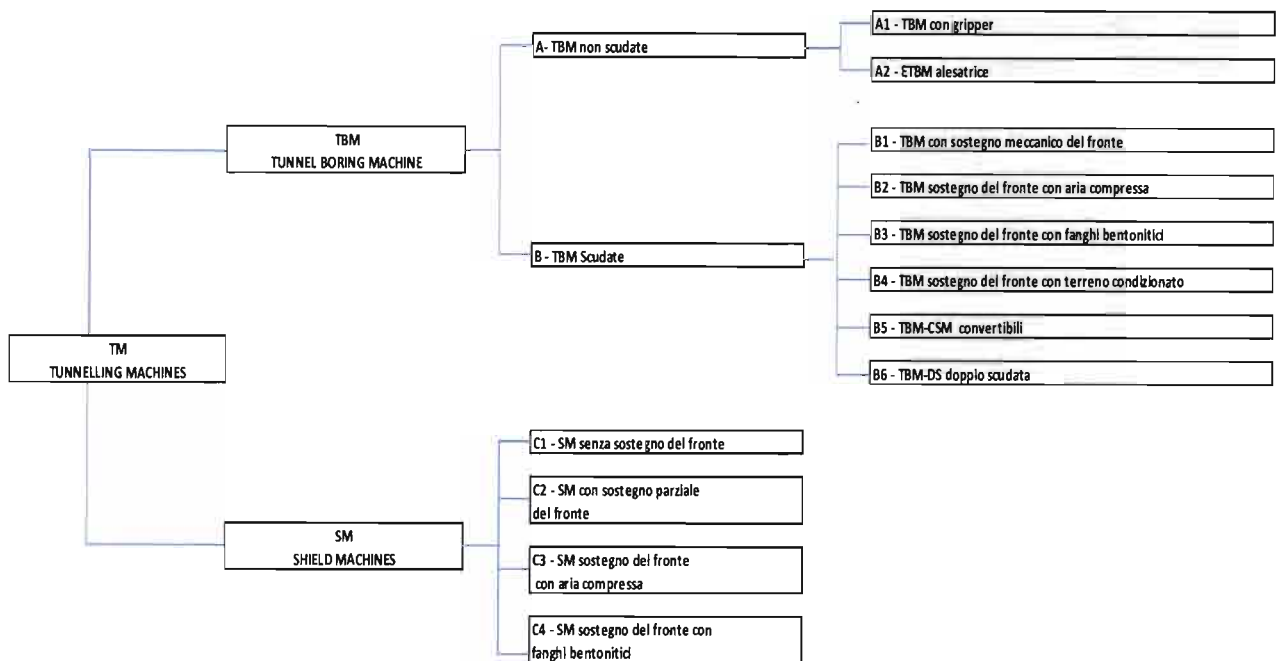 A1 - TBM con gripper
A- TBM non scudate
A2 - ETBM alesatrice
TBM
TUNNEL BORING MACHINE
B1 - TBM con sostegno meccanico del fronte
B2 - TBM sostegno del fronte con aria compressa
B3 - TBM sostegno del fronte con fanghi bentonitici
B - TBM Scudate
B4 - TBM sostegno del fronte con terreno condizionato
B5 - TBM-CSM convertibili
B6 - TBM-DS doppio scudata
TM
TUNNELLING MACHINES
C1 - SM senza sostegno del fronte
C2 - SM con sostegno parziale
del fronte
SM
SHIELD MACHINES
C3 - SM sostegno del fronte
con aria compressa
C4 - SM sostegno del fronte con
fanghi bentonitici